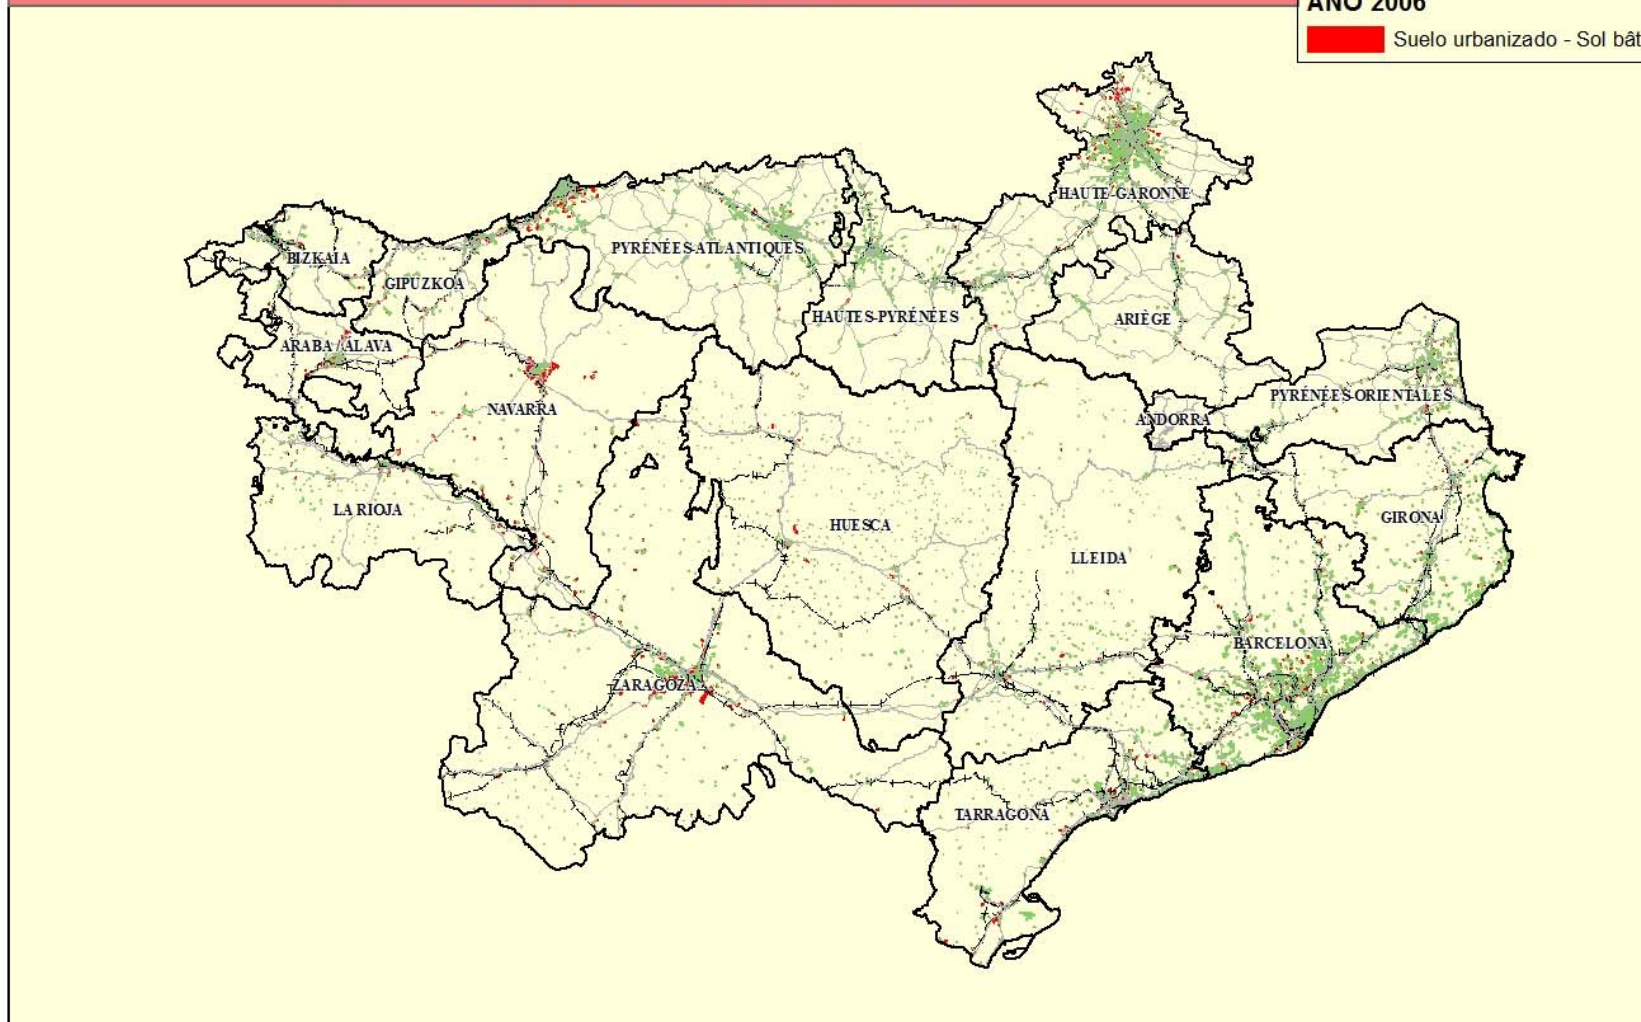 AÑO 2006
Suelo urbanizado - Sol bât
HAUTE-GARONNE
PYRÉNÉES-ATLANTIQUES
BIZKAIA
GIPUZKOA
HAUTES-PYRÉNÉES
ARIÈGE
ARABA / ÁLAVA
PYRÉNÉES-ORIENTALES
NAVARRA
ANDORRA
LA RIOJA
HUESCA
GIRONA
LLEIDA
BARCELONA
ZARAGOZA
TARRAGONA